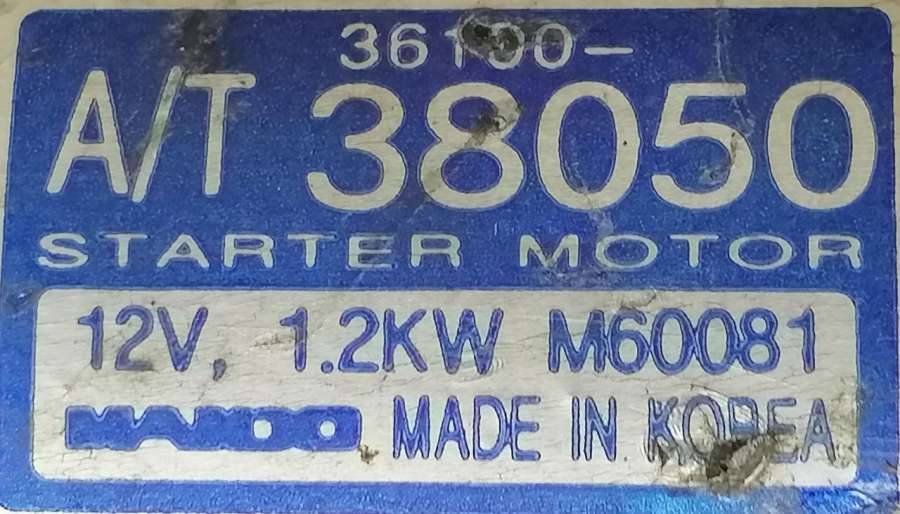 36100-
A/T 38050
STARTER MOTOR
12V, 1.2KW M60081
MANDO MADE IN KOREA